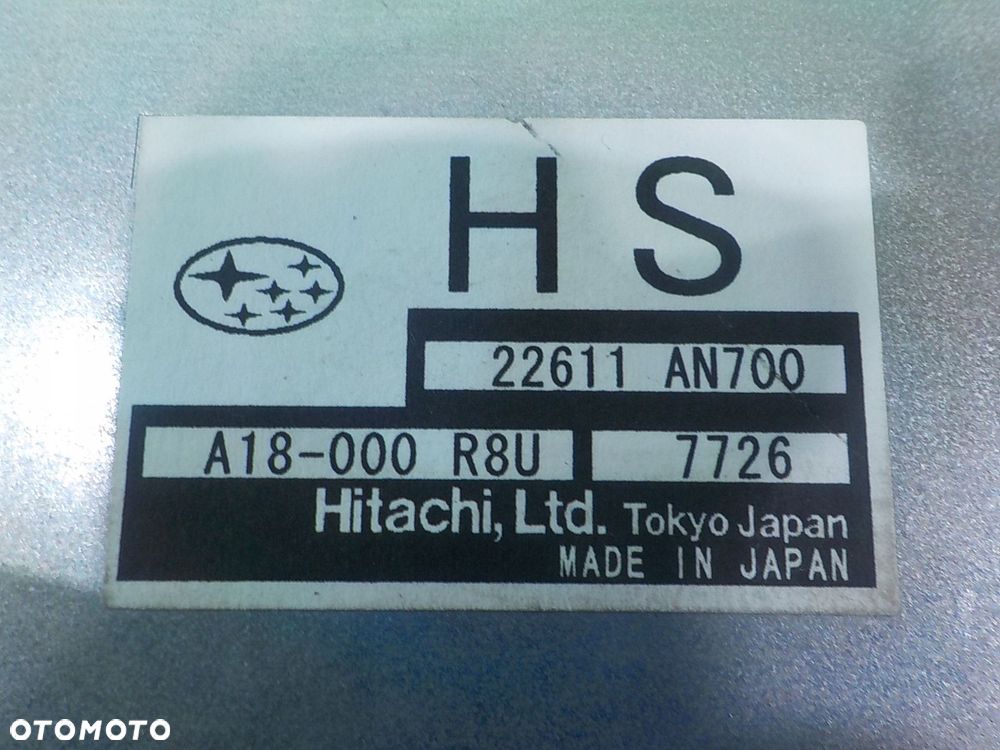 HS
22611 AN700
A18-000 R8U 7726
Hitachi, Ltd. Tokyo Japan
MADE IN JAPAN
OTOMOTO